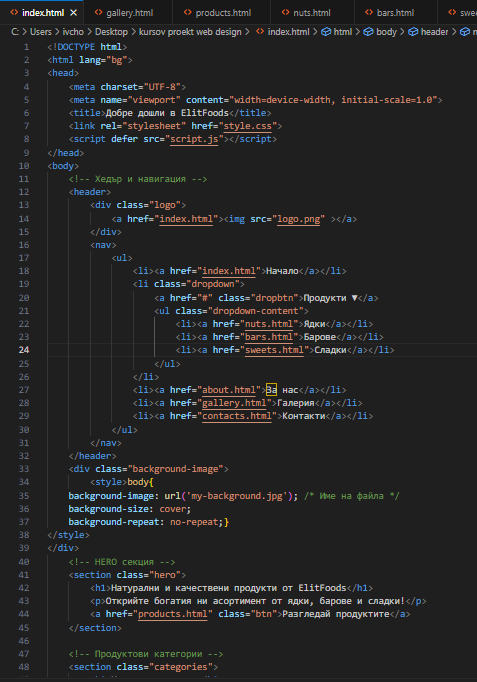 index.html × gallery.html products.html nuts.html bars.html
C: > Users > ivcho > Desktop > kursov proekt web design > index.html > html > body > header >
1 <!DOCTYPE html>
2 <html lang="bg">
3 <head>
4 <meta charset="UTF-8">
5 <meta name="viewport" content="width=device-width, initial-scale=1.0">
6 <title>Добре дошли в ElitFoods</title>
7 <link rel="stylesheet" href="style.css">
8 <script defer src="script.js"></script>
9 </head>
10 <body>
11 <!-- Хедър и навигация -->
12 <header>
13 <div class="logo">
14 <a href="index.html"><img src="logo.png" ></a>
15 </div>
16 <nav>
17 <ul>
18 <li><a href="index.html">Начало</a></li>
19 <li class="dropdown">
20 <a href="#" class="dropbtn">Продукти ▼</a>
21 <ul class="dropdown-content">
22 <li><a href="nuts.html">Ядки</a></li>
23 <li><a href="bars.html">Барове</a></li>
24 <li><a href="sweets.html">Сладки</a></li>
25 </ul>
26 </li>
27 <li><a href="about.html">За нас</a></li>
28 <li><a href="gallery.html">Галерия</a></li>
29 <li><a href="contacts.html">Контакти</a></li>
30 </ul>
31 </nav>
32 </header>
33 <div class="background-image">
34 <style>body{
35 background-image: url('my-background.jpg'); /* Име на файла */
36 background-size: cover;
37 background-repeat: no-repeat;}
38 </style>
39 </div>
40 <!-- HERO секция -->
41 <section class="hero">
42 <h1>Натурални и качествени продукти от ElitFoods</h1>
43 <p>Открийте богатия ни асортимент от ядки, барове и сладки!</p>
44 <a href="products.html" class="btn">Разгледай продуктите</a>
45 </section>
46
47 <!-- Продуктови категории -->
48 <section class="categories">